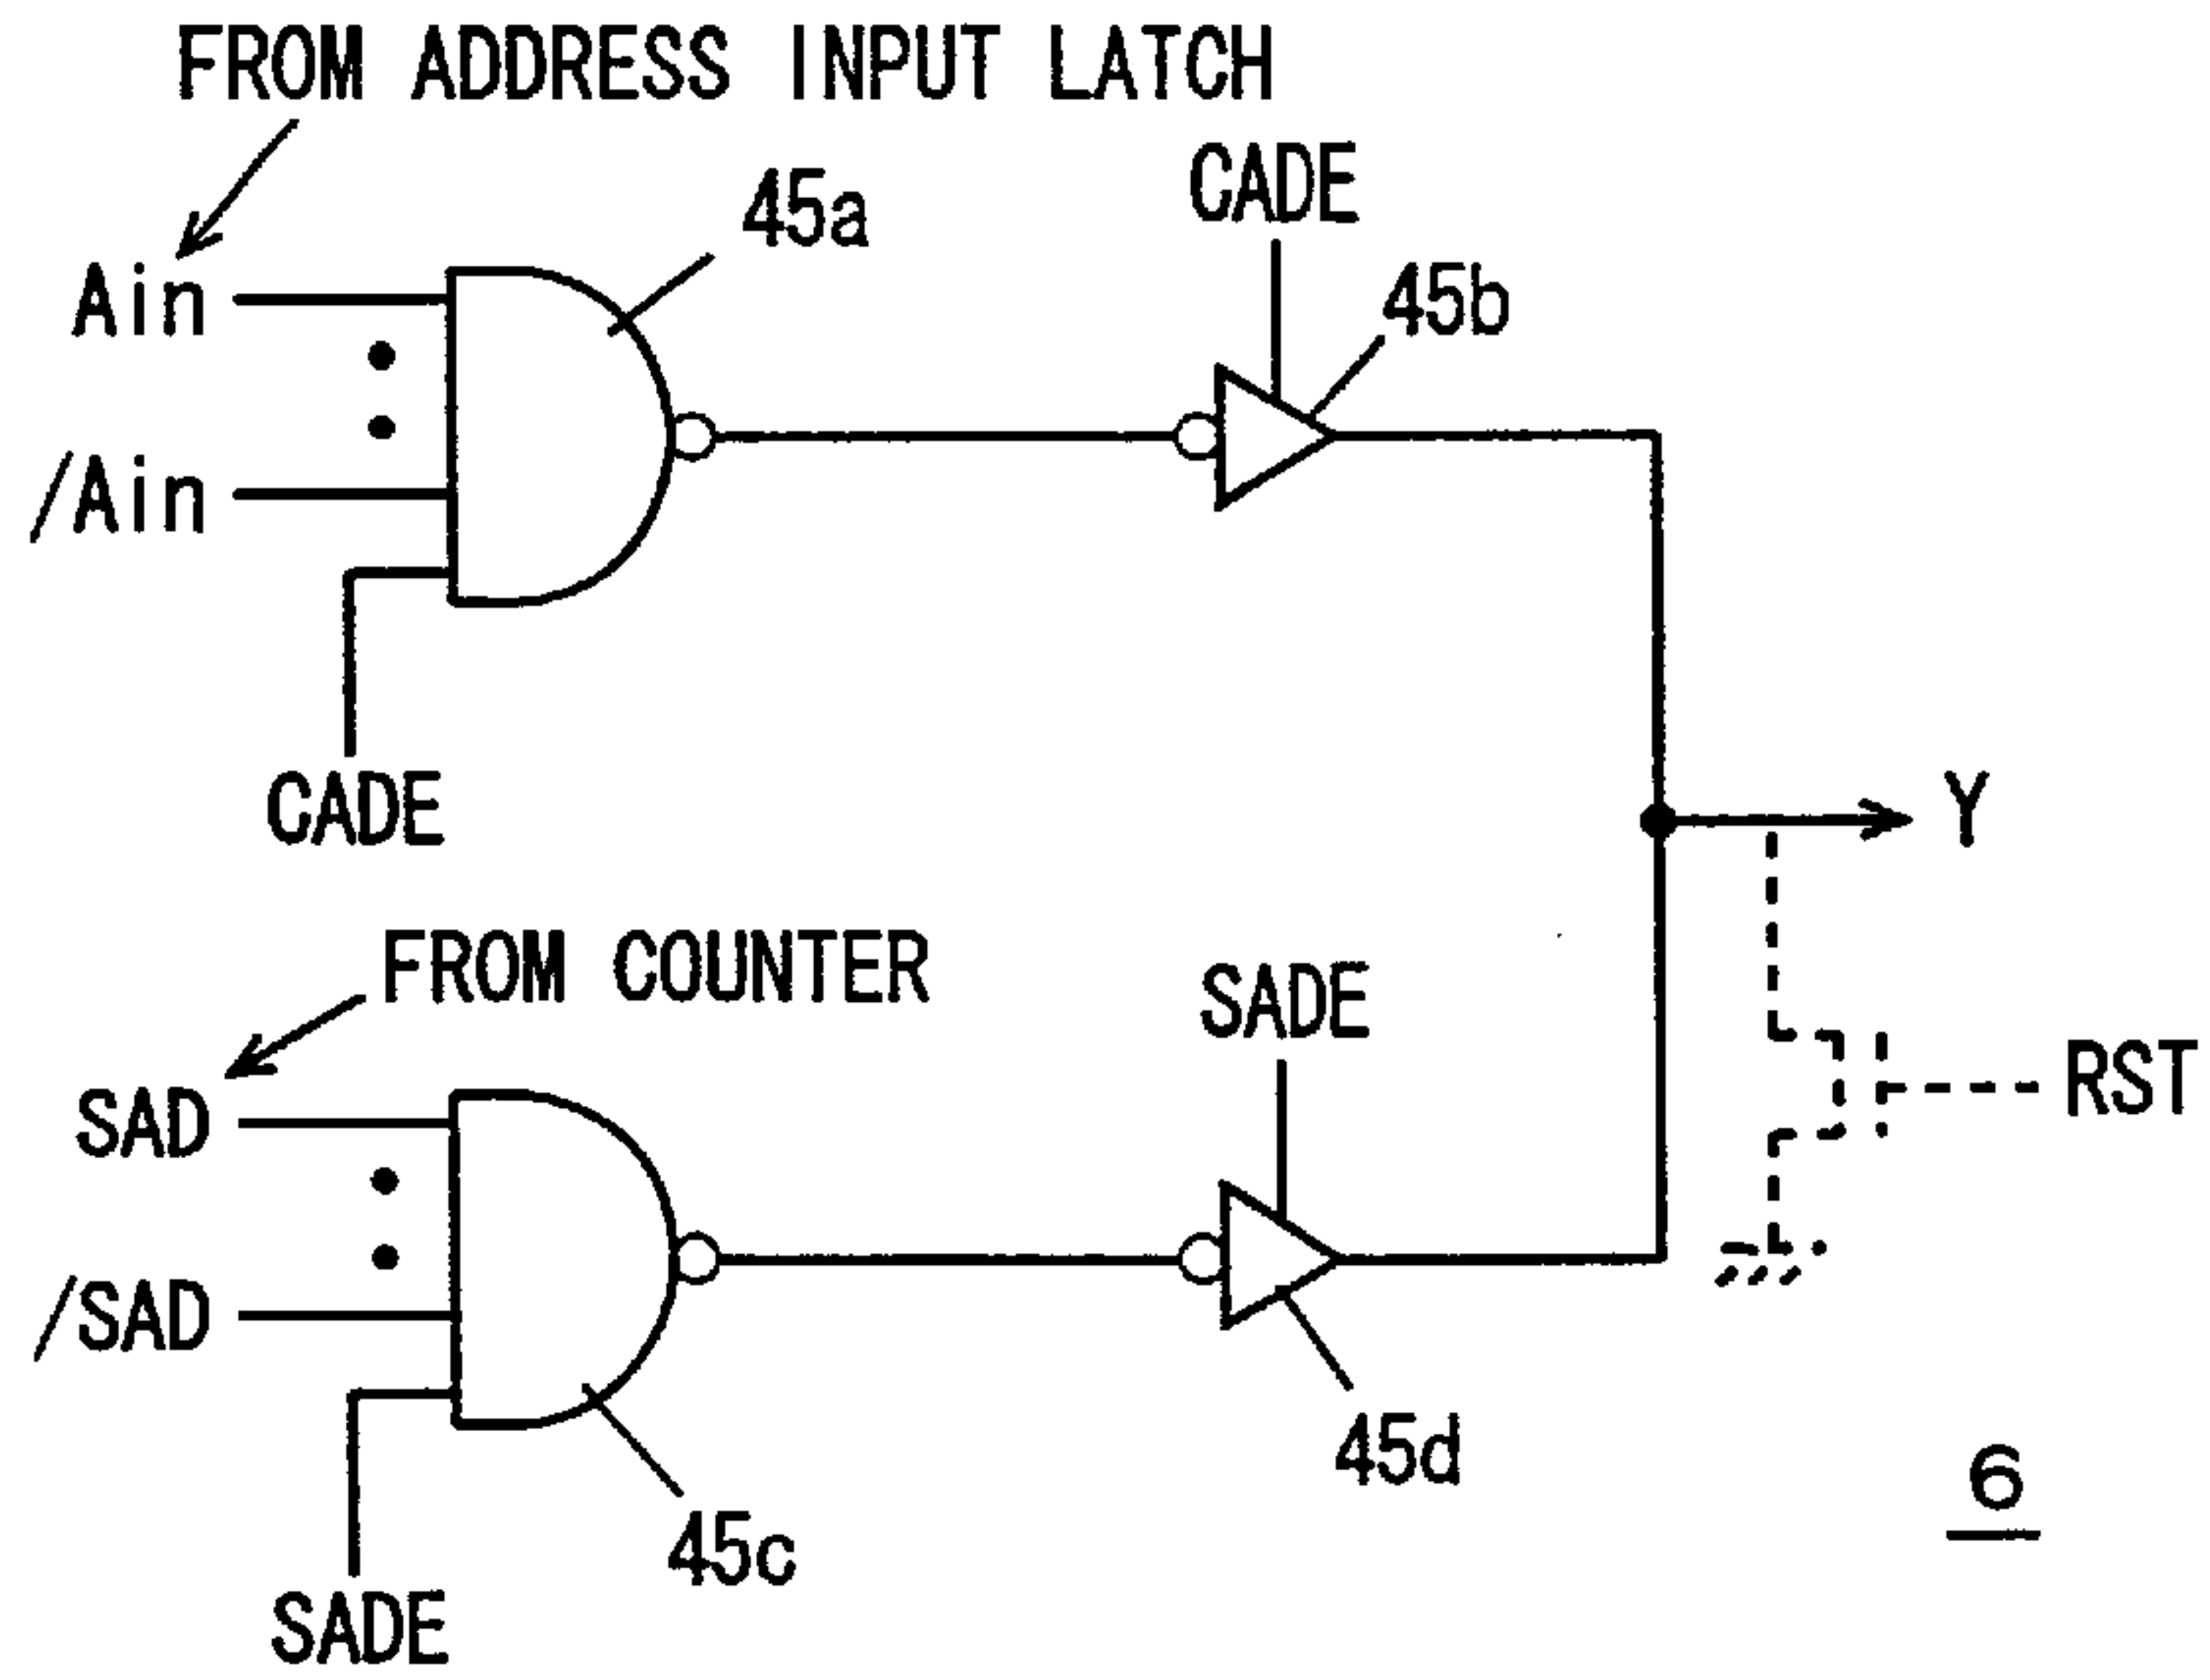 FROM ADDRESS INPUT LATCH
45a
CADE
45b
Ain
/Ain
CADE
Y
FROM COUNTER
SADE
RST
SAD
/SAD
45d
45c
6
SADE